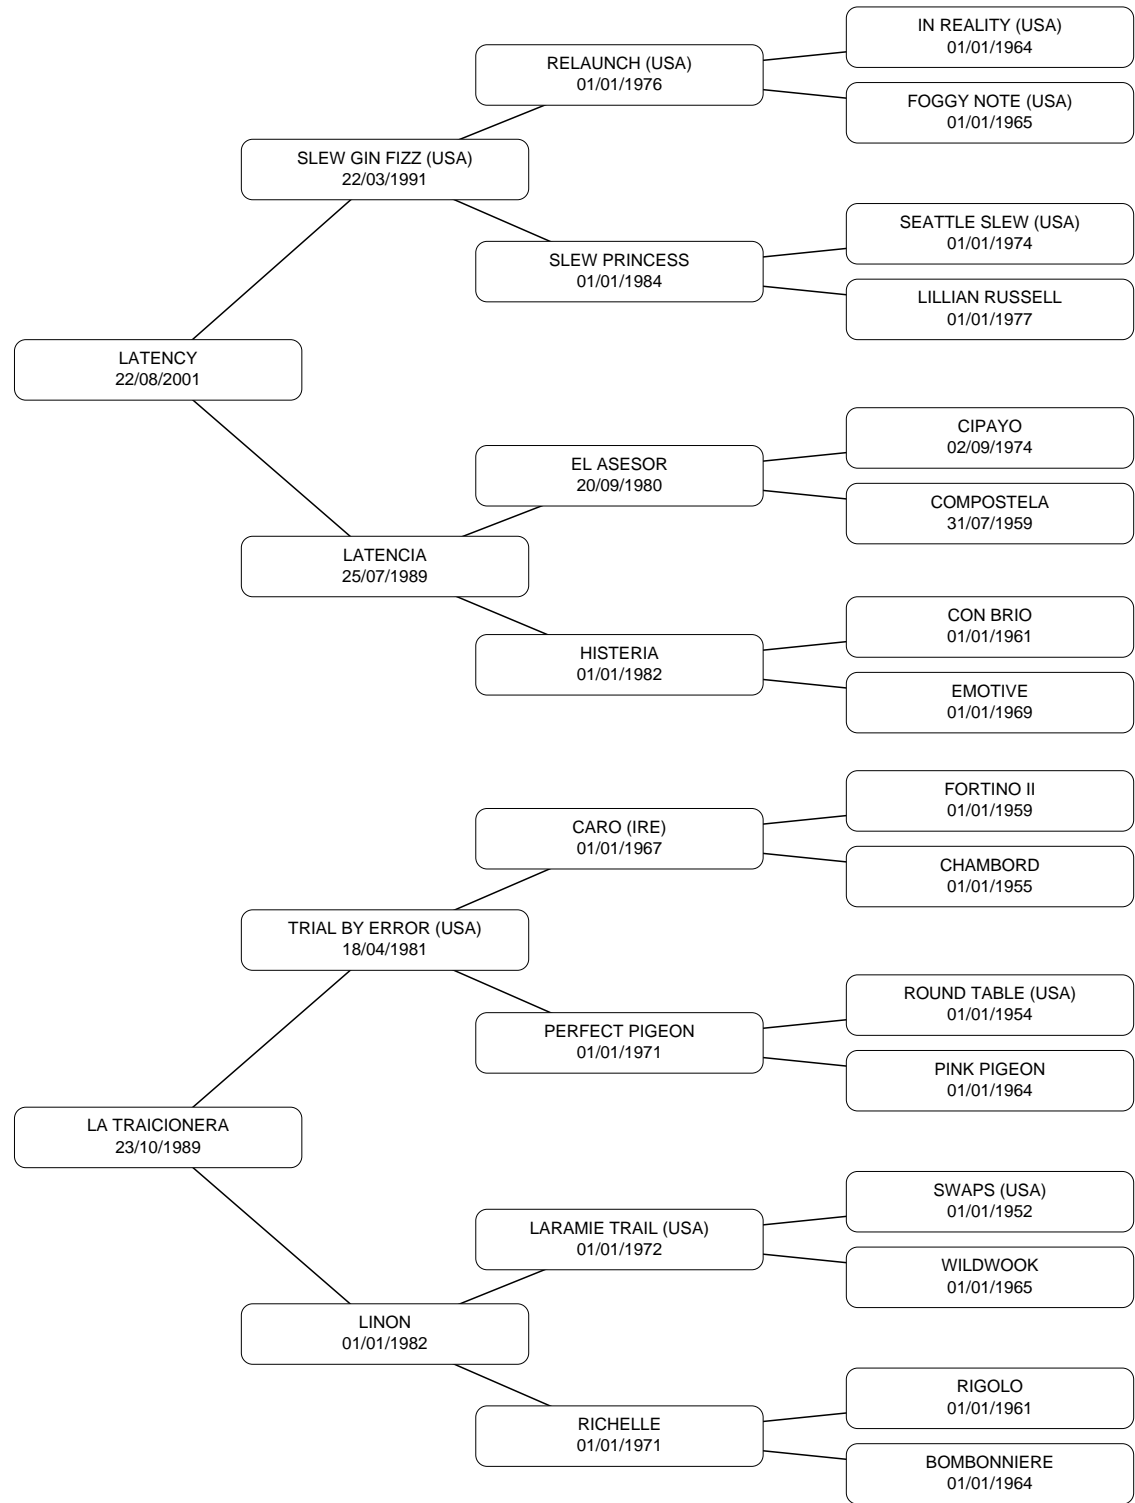 IN REALITY (USA)
01/01/1964
RELAUNCH (USA)
01/01/1976
FOGGY NOTE (USA)
01/01/1965
SLEW GIN FIZZ (USA)
22/03/1991
SEATTLE SLEW (USA)
01/01/1974
SLEW PRINCESS
01/01/1984
LILLIAN RUSSELL
01/01/1977
LATENCY
22/08/2001
CIPAYO
02/09/1974
EL ASESOR
20/09/1980
COMPOSTELA
31/07/1959
LATENCIA
25/07/1989
CON BRIO
01/01/1961
HISTERIA
01/01/1982
EMOTIVE
01/01/1969
FORTINO II
01/01/1959
CARO (IRE)
01/01/1967
CHAMBORD
01/01/1955
TRIAL BY ERROR (USA)
18/04/1981
ROUND TABLE (USA)
01/01/1954
PERFECT PIGEON
01/01/1971
PINK PIGEON
01/01/1964
LA TRAICIONERA
23/10/1989
SWAPS (USA)
01/01/1952
LARAMIE TRAIL (USA)
01/01/1972
WILDWOOK
01/01/1965
LINON
01/01/1982
RIGOLO
01/01/1961
RICHELLE
01/01/1971
BOMBONNIERE
01/01/1964